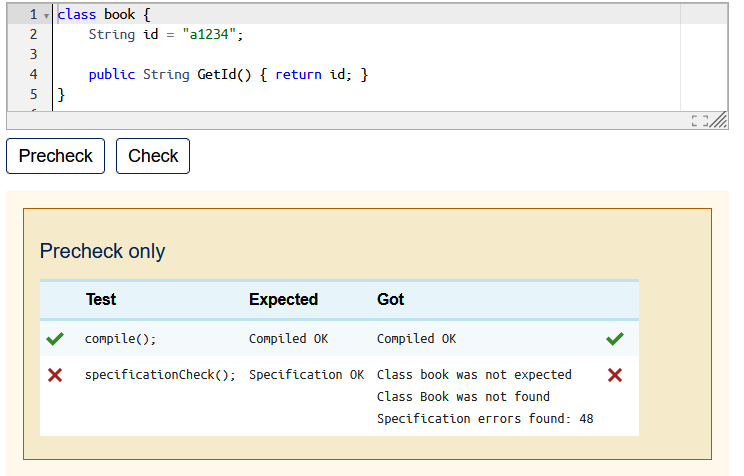 1 class book {
2 String id = "a1234";
3
4 public String GetId() { return id; }
5 }
Precheck Check
Precheck only
Test Expected Got
compile(); Compiled OK Compiled OK
specificationCheck(); Specification OK Class book was not expected
Class Book was not found
Specification errors found: 48